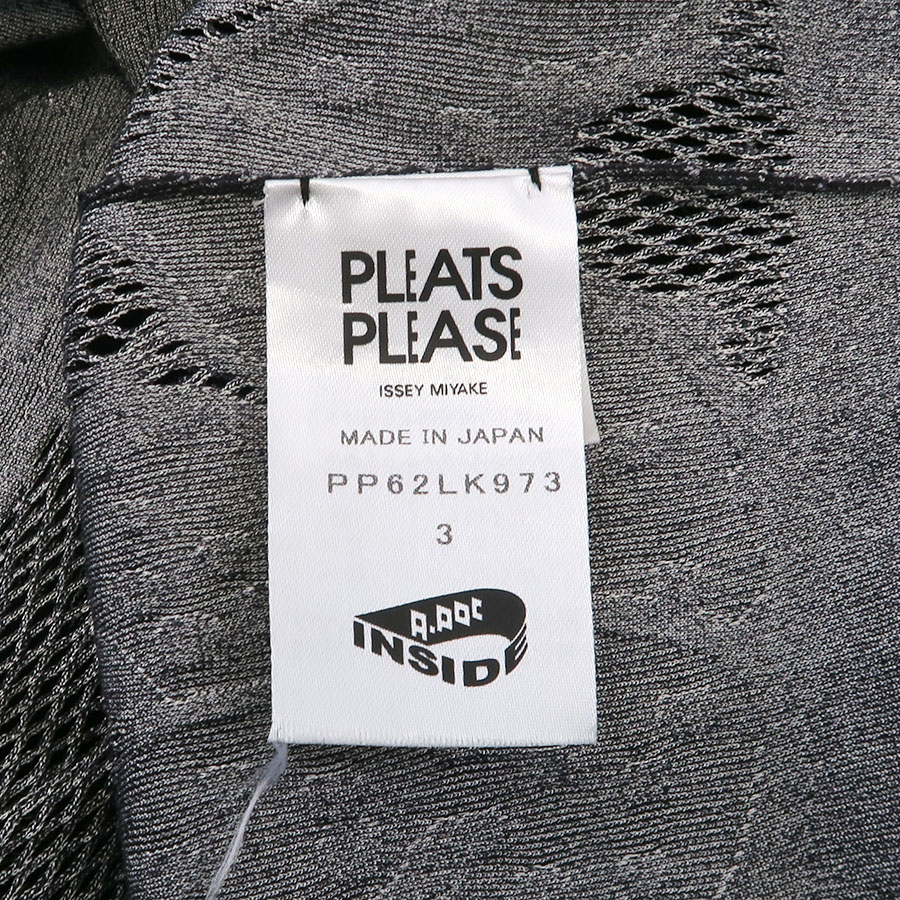 PLEATS
PLEASE
ISSEY MIYAKE
MADE IN JAPAN
PP62LK973
3
A.POC
INSIDE